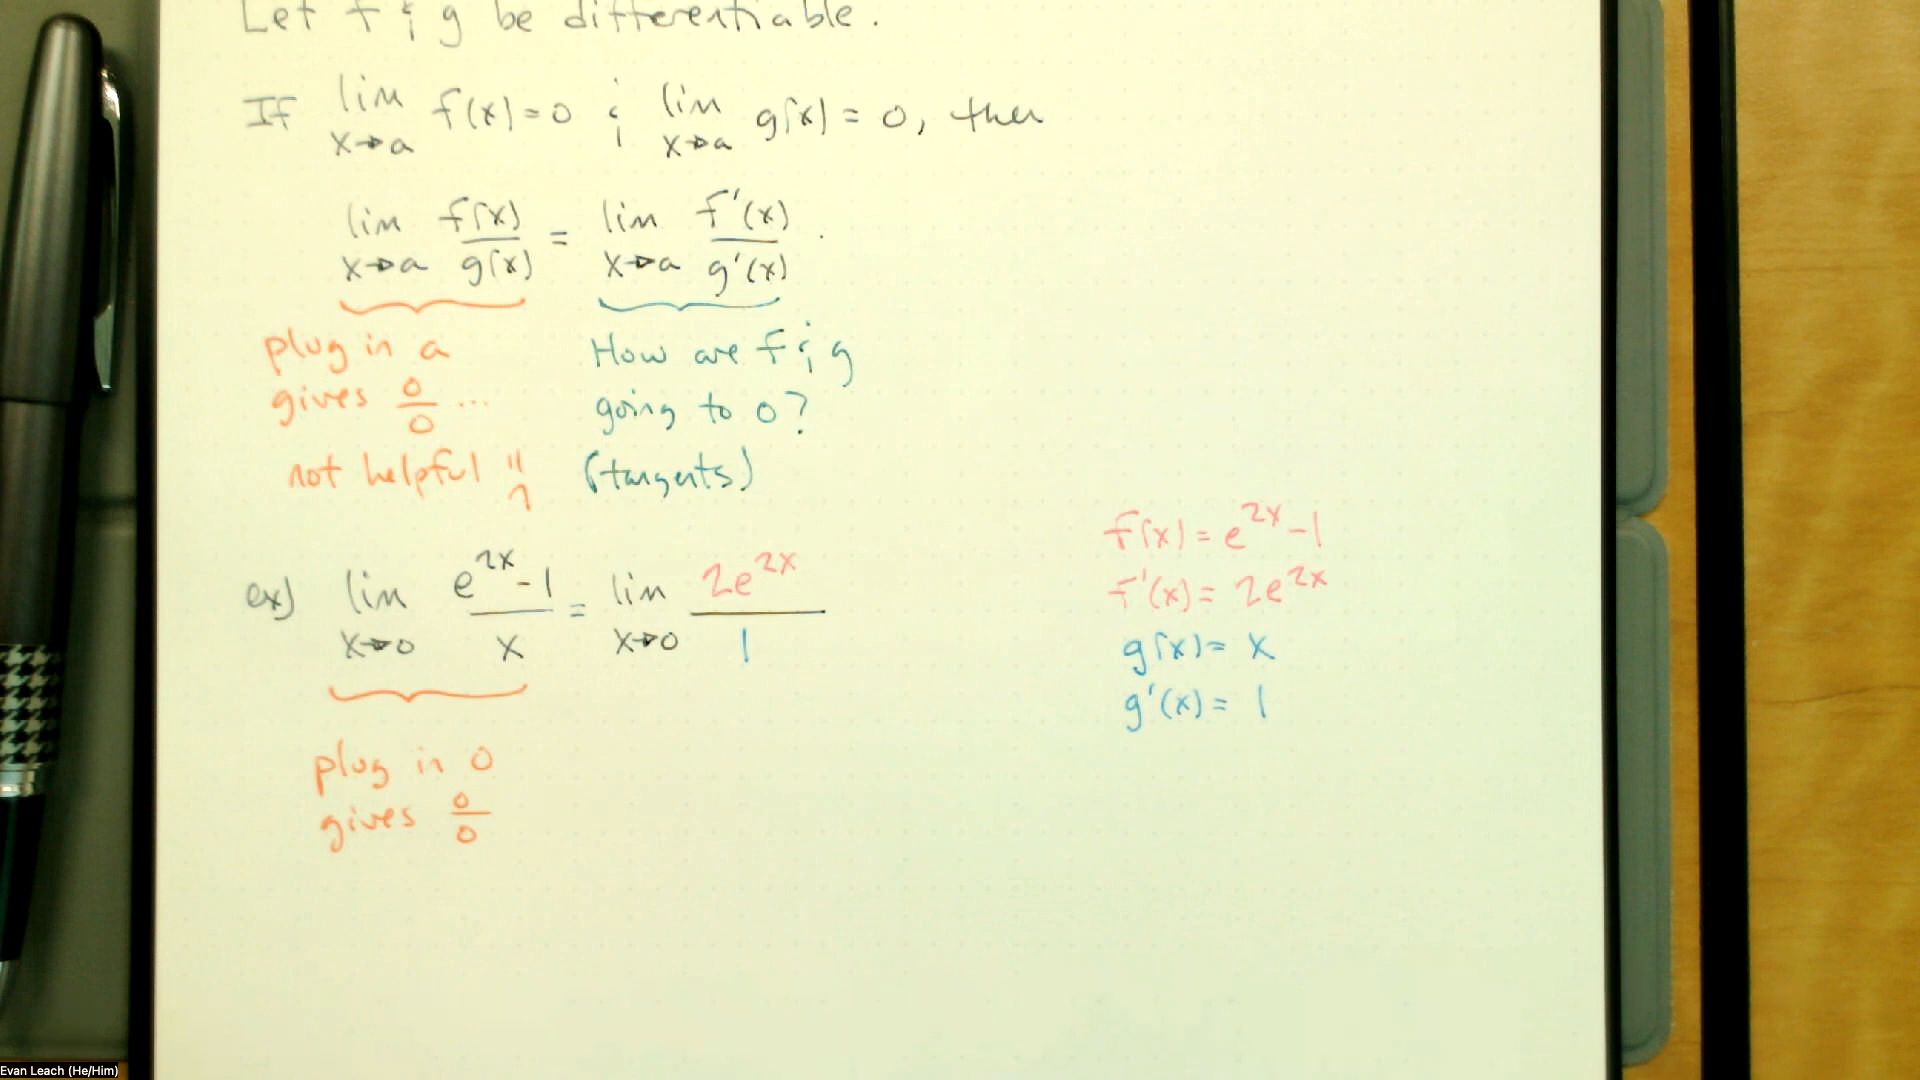 Let f & g be differentiable.
If lim x→a f(x) = 0 & lim x→a g(x) = 0, then
lim x→a f(x)/g(x) = lim x→a f'(x)/g'(x).
plug in a
gives 0/0 ...
not helpful
How are f & g
going to 0?
(tangents)
ex) lim x→0 (e^{2x}-1)/x = lim x→0 2e^{2x}/1
plug in 0
gives 0/0
f(x) = e^{2x}-1
f'(x) = 2e^{2x}
g(x) = x
g'(x) = 1
Evan Leach (He/Him)